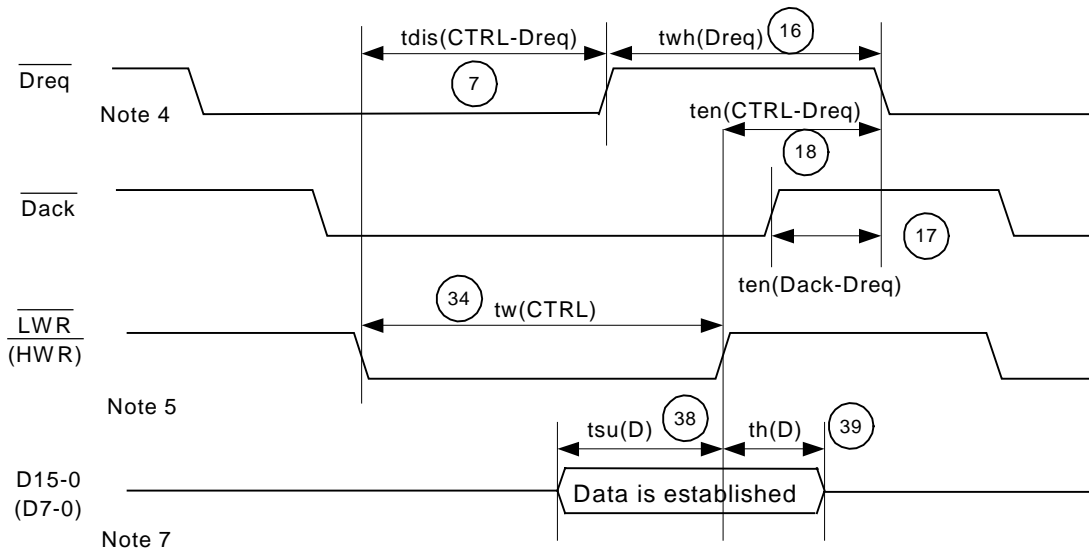 tdis(CTRL-Dreq)
twh(Dreq)
16
Dreq
7
Note 4
ten(CTRL-Dreq)
18
Dack
17
ten(Dack-Dreq)
34
tw(CTRL)
LWR
(HWR)
Note 5
tsu(D)
38
th(D)
39
D15-0
(D7-0)
Data is established
Note 7